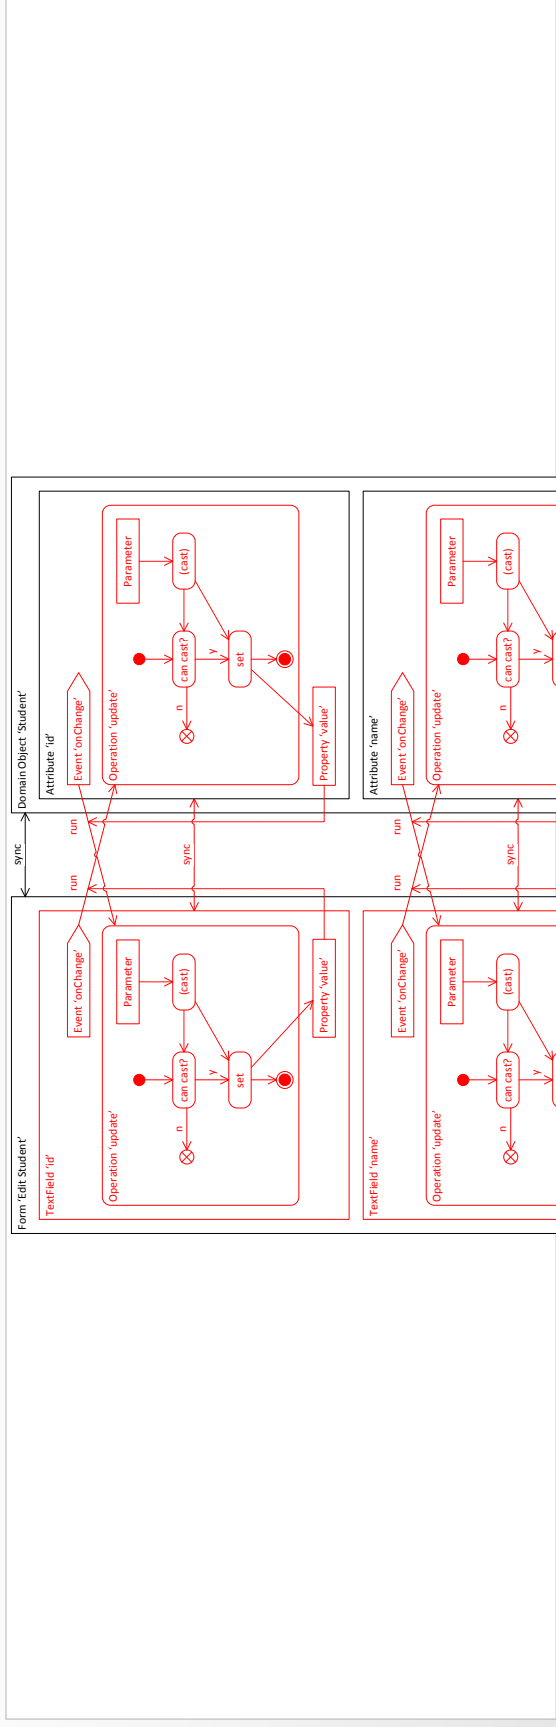 Form ‘Edit Student’
sync
Domain Object ‘Student’
TextField ‘id’
Event ‘onChange’
Operation ‘update’
Parameter
(cast)
can cast?
n
y
set
Property ‘value’
run
run
sync
Attribute ‘id’
Event ‘onChange’
Operation ‘update’
Parameter
(cast)
can cast?
n
y
set
Property ‘value’
TextField ‘name’
Event ‘onChange’
Operation ‘update’
Parameter
(cast)
can cast?
n
y
run
run
sync
Attribute ‘name’
Event ‘onChange’
Operation ‘update’
Parameter
(cast)
can cast?
n
y